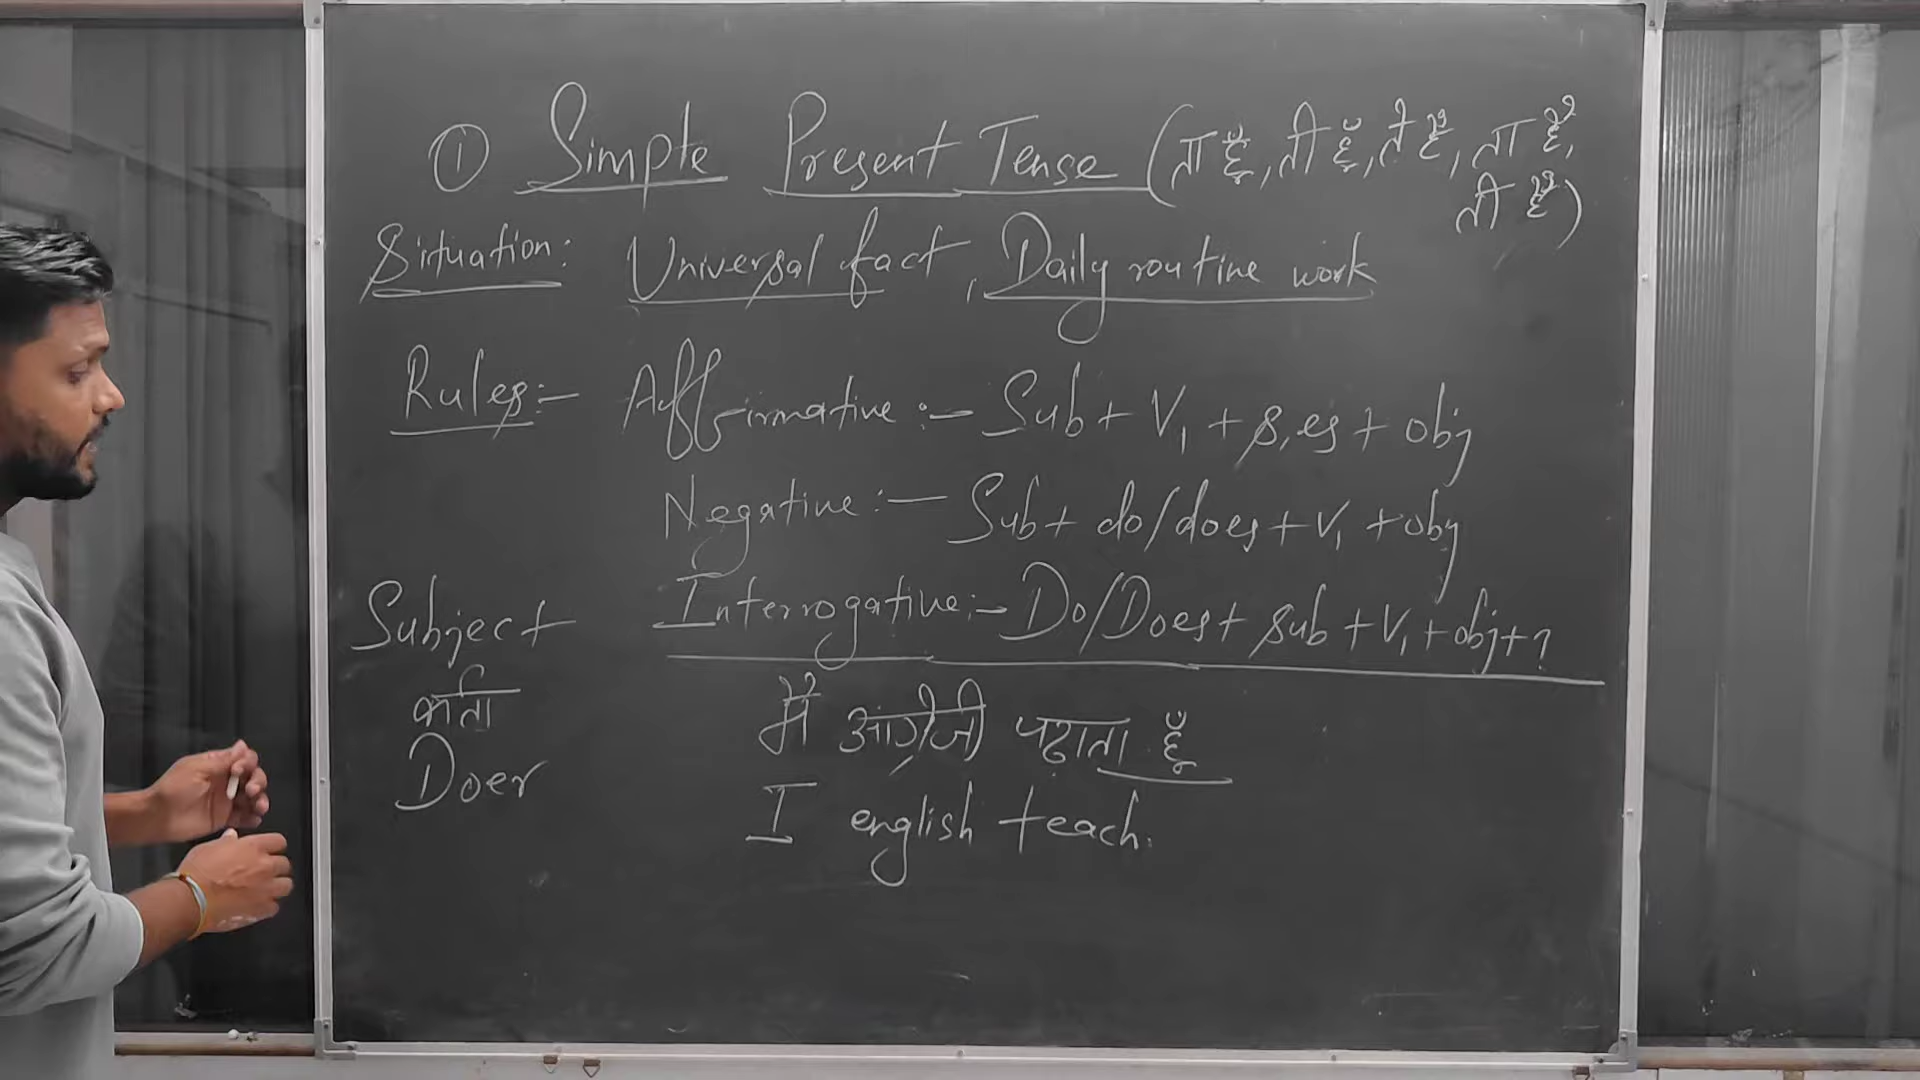 ① Simple Present Tense (ता हूँ, ती हूँ, ते है, ता है,
ती है)
Situation: Universal fact, Daily routine work
Rules:- Affirmative:- Sub + V1 + s, es + obj
Negative:- Sub + do/does + V1 + obj
Interrogative:- Do/Does + sub + V1 + obj + ?
Subject
कर्ता
Doer
मैं अंग्रेजी पढ़ाता हूँ
I english teach.